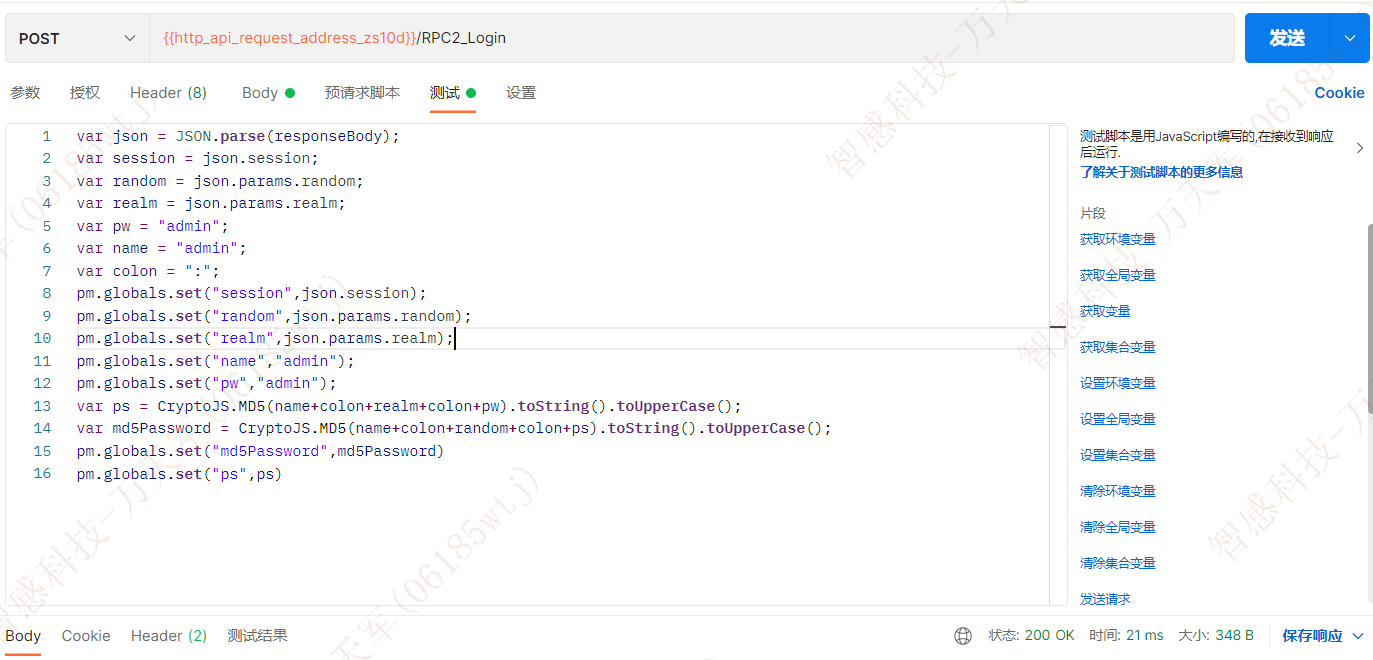 POST
{{http_api_request_address_zs10d}}/RPC2_Login
发送
参数 授权 Header (8) Body 预请求脚本 测试 设置 Cookie
1 var json = JSON.parse(responseBody);
2 var session = json.session;
3 var random = json.params.random;
4 var realm = json.params.realm;
5 var pw = "admin";
6 var name = "admin";
7 var colon = ":";
8 pm.globals.set("session",json.session);
9 pm.globals.set("random",json.params.random);
10 pm.globals.set("realm",json.params.realm);
11 pm.globals.set("name","admin");
12 pm.globals.set("pw","admin");
13 var ps = CryptoJS.MD5(name+colon+realm+colon+pw).toString().toUpperCase();
14 var md5Password = CryptoJS.MD5(name+colon+random+colon+ps).toString().toUpperCase();
15 pm.globals.set("md5Password",md5Password)
16 pm.globals.set("ps",ps)
测试脚本是用JavaScript编写的,在接收到响应
后运行.
了解关于测试脚本的更多信息
片段
获取环境变量
获取全局变量
获取变量
获取集合变量
设置环境变量
设置全局变量
设置集合变量
清除环境变量
清除全局变量
清除集合变量
发送请求
Body Cookie Header (2) 测试结果 状态: 200 OK 时间: 21 ms 大小: 348 B 保存响应
智感科技-万天军(06185wtj)